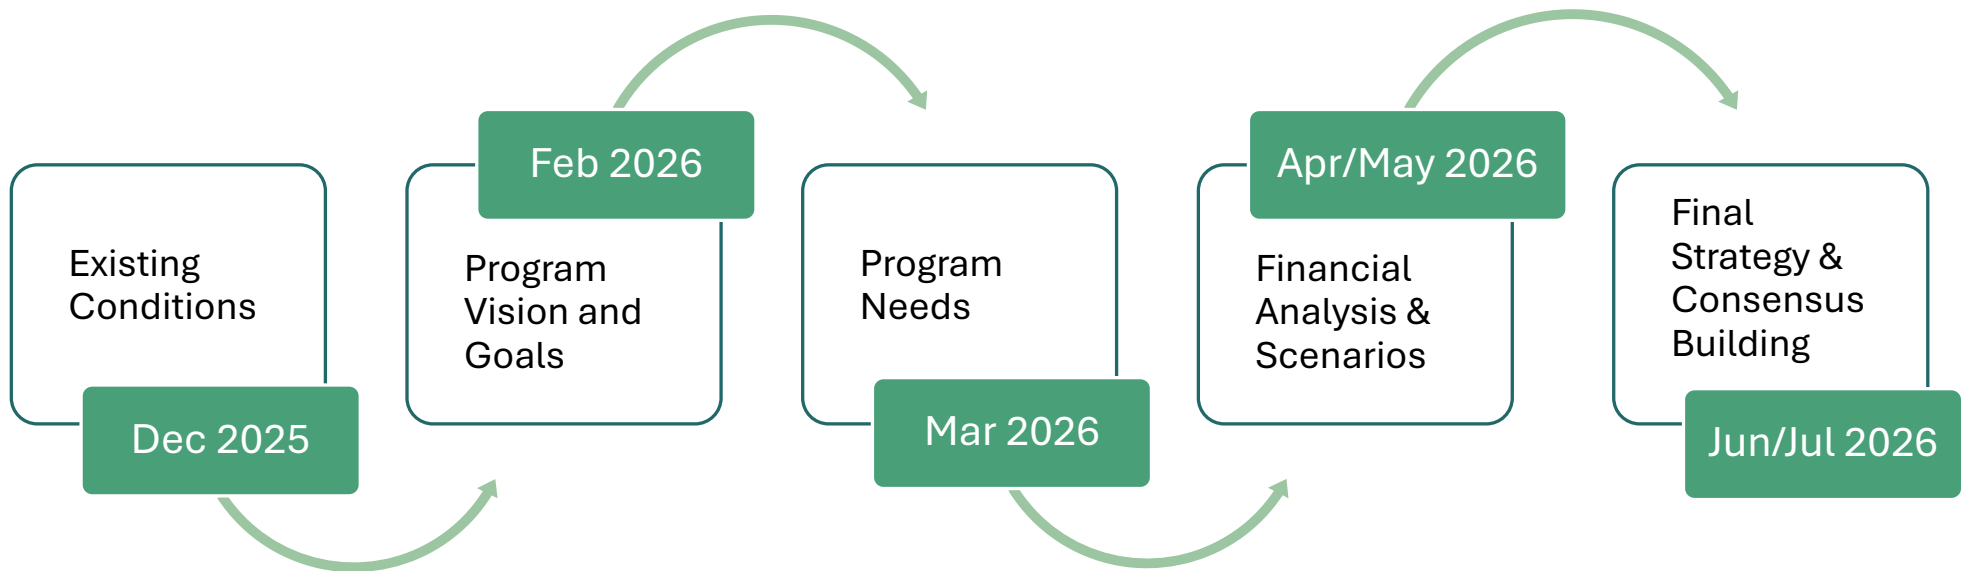 Existing
Conditions
Dec 2025
Feb 2026
Program
Vision and
Goals
Program
Needs
Mar 2026
Apr/May 2026
Financial
Analysis &
Scenarios
Final
Strategy &
Consensus
Building
Jun/Jul 2026